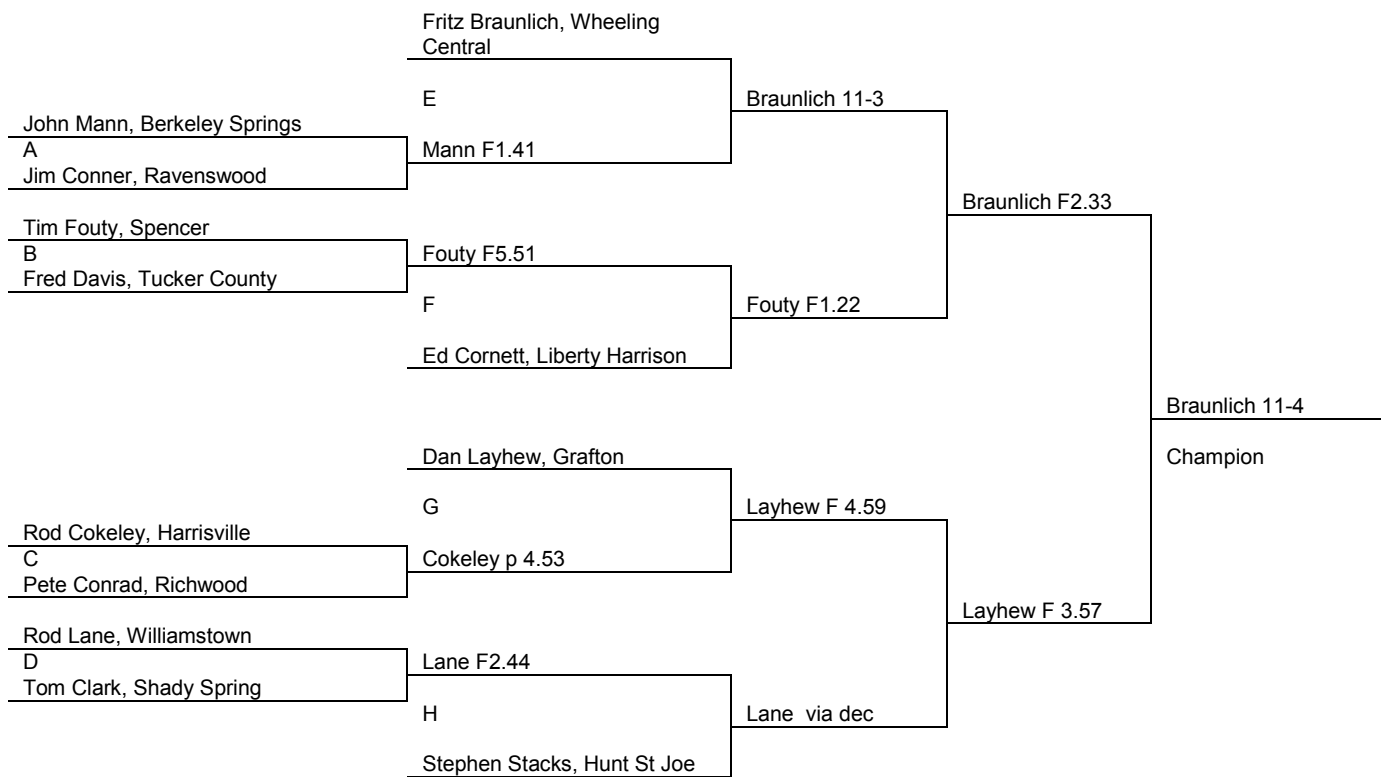 Fritz Braunlich, Wheeling
Central
E
Braunlich 11-3
John Mann, Berkeley Springs
A
Mann F1.41
Jim Conner, Ravenswood
Braunlich F2.33
Tim Fouty, Spencer
B
Fouty F5.51
Fred Davis, Tucker County
F
Fouty F1.22
Ed Cornett, Liberty Harrison
Braunlich 11-4
Dan Layhew, Grafton
Champion
G
Layhew F 4.59
Rod Cokeley, Harrisville
C
Cokeley p 4.53
Pete Conrad, Richwood
Layhew F 3.57
Rod Lane, Williamstown
D
Lane F2.44
Tom Clark, Shady Spring
H
Lane  via dec
Stephen Stacks, Hunt St Joe